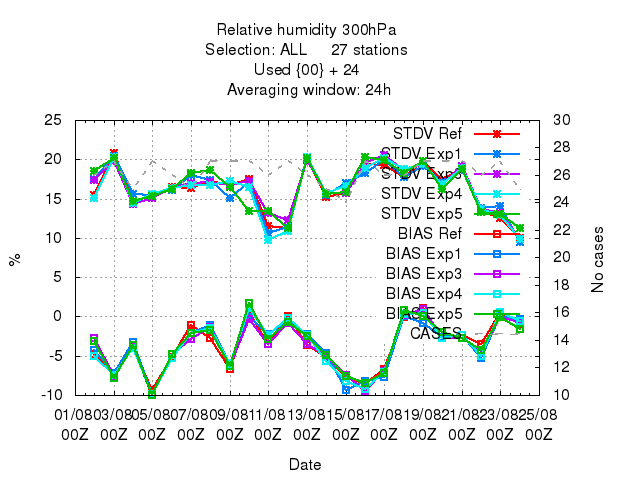 Relative humidity 300hPa
Selection: ALL 27 stations
Used {00} + 24
Averaging window: 24h
25
20
15
10
5
0
-5
-10
%
30
28
26
24
22
20
18
16
14
12
10
No cases
STDV Ref
STDV Exp1
STDV Exp3
STDV Exp4
STDV Exp5
BIAS Ref
BIAS Exp1
BIAS Exp3
BIAS Exp4
BIAS Exp5
CASES
01/08 03/08 05/08 07/08 09/08 11/08 13/08 15/08 17/08 19/08 21/08 23/08 25/08
00Z 00Z 00Z 00Z 00Z 00Z 00Z 00Z 00Z 00Z 00Z 00Z 00Z
Date